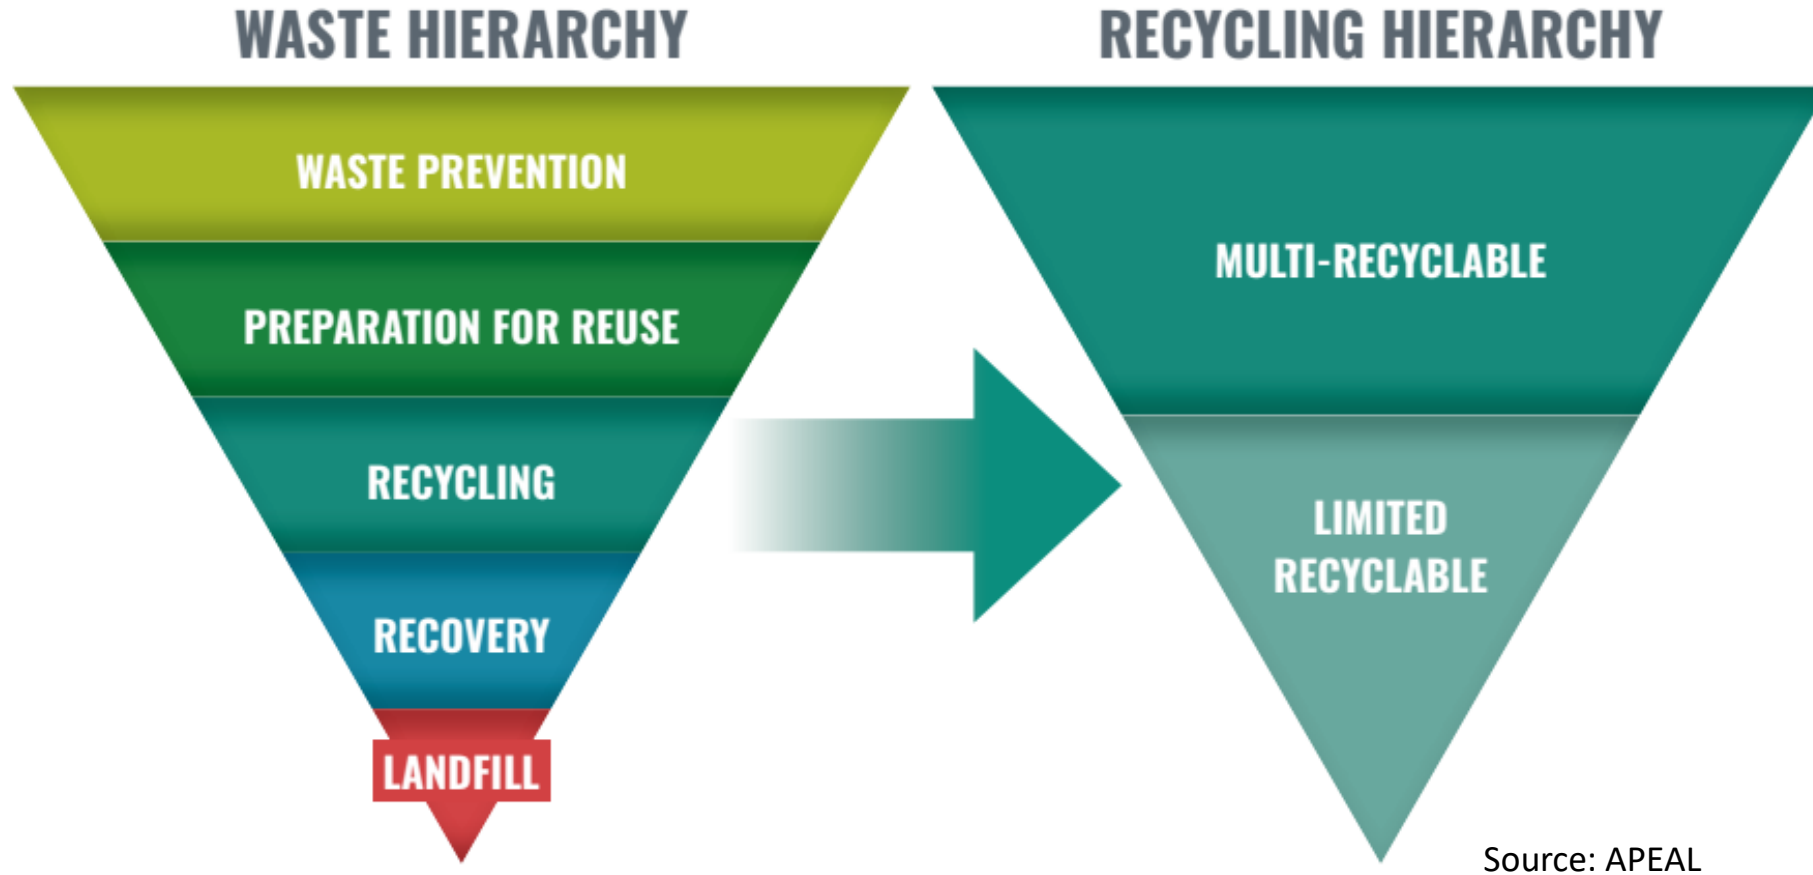 WASTE HIERARCHY
WASTE PREVENTION
PREPARATION FOR REUSE
RECYCLING
RECOVERY
LANDFILL
RECYCLING HIERARCHY
MULTI-RECYCLABLE
LIMITED
RECYCLABLE
Source: APEAL